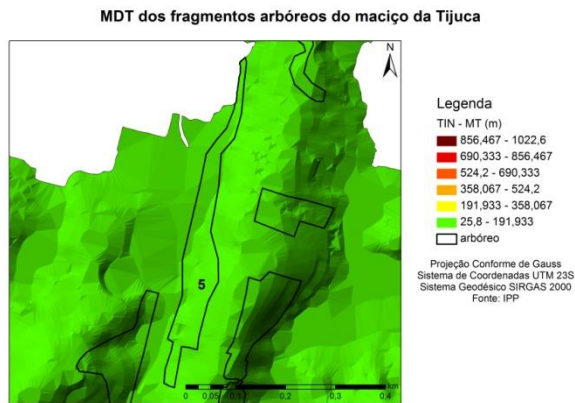 MDT dos fragmentos arbóreos do maciço da Tijuca
N
Legenda
TIN - MT (m)
856,467 - 1022,6
690,333 - 856,467
524,2 - 690,333
358,067 - 524,2
191,933 - 358,067
25,8 - 191,933
arbóreo
Projeção Conforme de Gauss
Sistema de Coordenadas UTM 23S
Sistema Geodésico SIRGAS 2000
Fonte: IPP
5
km
0 0,05 0,1 0,2 0,3 0,4